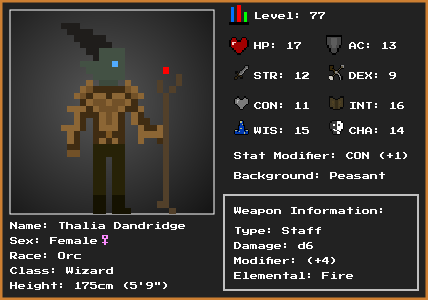 Level: 77
HP: 17 AC: 13
STR: 12 DEX: 9
CON: 11 INT: 16
WIS: 15 CHA: 14
Stat Modifier: CON (+1)
Background: Peasant
Name: Thalia Dandridge
Sex: Female♀
Race: Orc
Class: Wizard
Height: 175cm (5'9")
Weapon Information:
Type: Staff
Damage: d6
Modifier: (+4)
Elemental: Fire